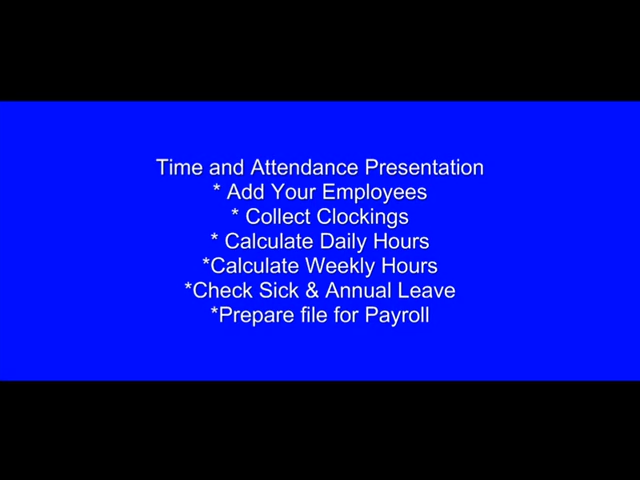 Time and Attendance Presentation
* Add Your Employees
* Collect Clockings
* Calculate Daily Hours
*Calculate Weekly Hours
*Check Sick & Annual Leave
*Prepare file for Payroll